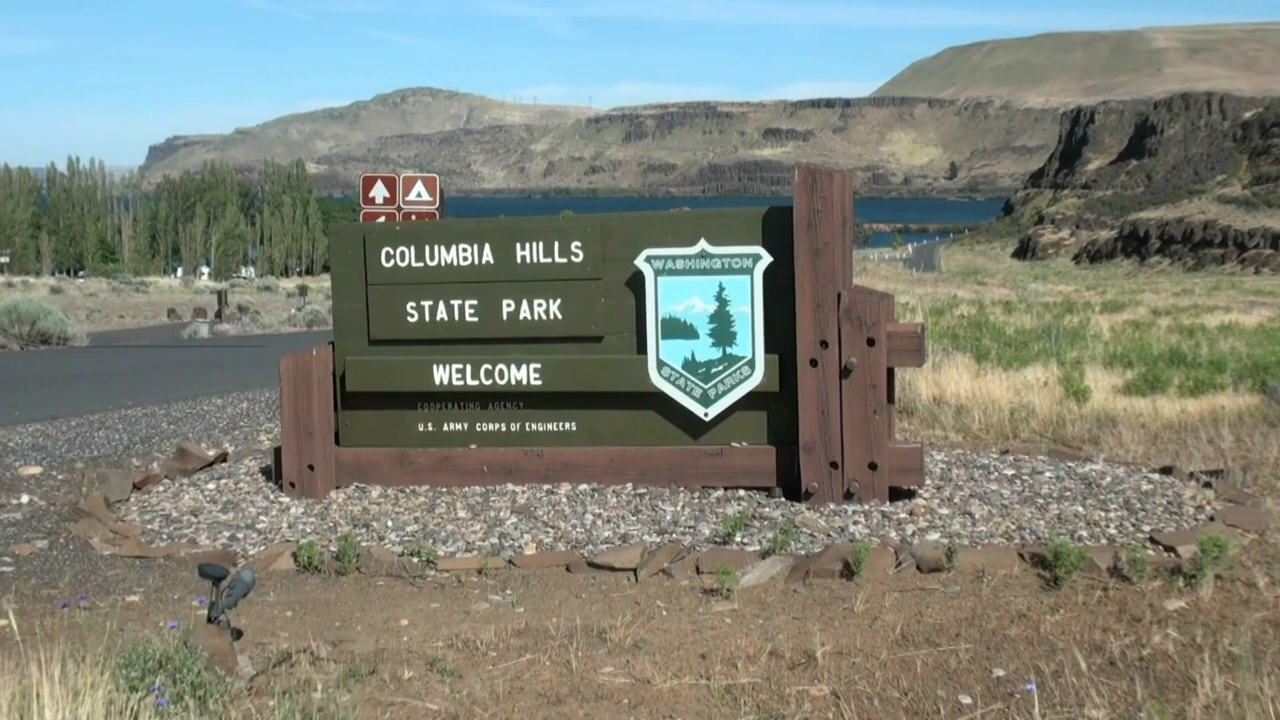 COLUMBIA HILLS
STATE PARK
WELCOME
COOPERATING AGENCY
U.S. ARMY CORPS OF ENGINEERS
WASHINGTON
STATE PARKS